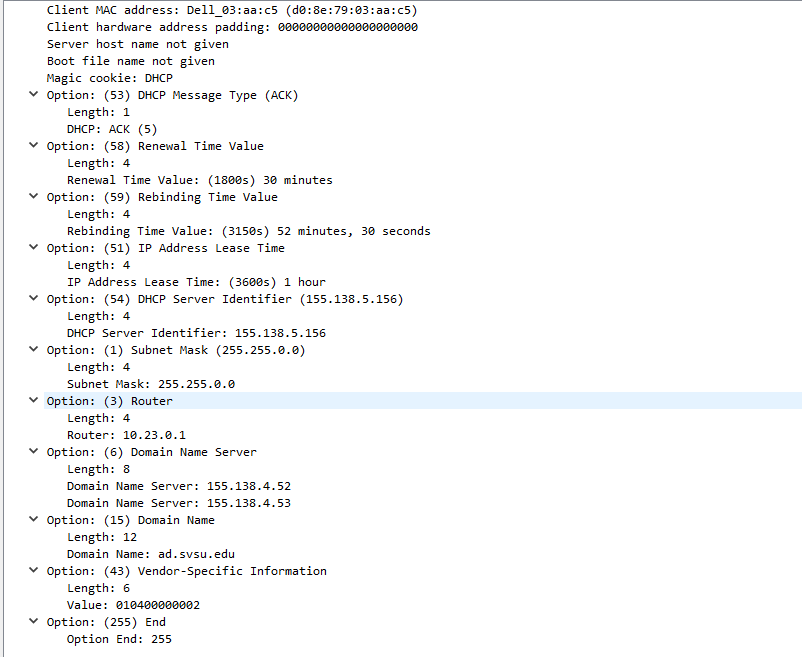 Client MAC address: Dell_03:aa:c5 (d0:8e:79:03:aa:c5)
Client hardware address padding: 00000000000000000000
Server host name not given
Boot file name not given
Magic cookie: DHCP
Option: (53) DHCP Message Type (ACK)
Length: 1
DHCP: ACK (5)
Option: (58) Renewal Time Value
Length: 4
Renewal Time Value: (1800s) 30 minutes
Option: (59) Rebinding Time Value
Length: 4
Rebinding Time Value: (3150s) 52 minutes, 30 seconds
Option: (51) IP Address Lease Time
Length: 4
IP Address Lease Time: (3600s) 1 hour
Option: (54) DHCP Server Identifier (155.138.5.156)
Length: 4
DHCP Server Identifier: 155.138.5.156
Option: (1) Subnet Mask (255.255.0.0)
Length: 4
Subnet Mask: 255.255.0.0
Option: (3) Router
Length: 4
Router: 10.23.0.1
Option: (6) Domain Name Server
Length: 8
Domain Name Server: 155.138.4.52
Domain Name Server: 155.138.4.53
Option: (15) Domain Name
Length: 12
Domain Name: ad.svsu.edu
Option: (43) Vendor-Specific Information
Length: 6
Value: 010400000002
Option: (255) End
Option End: 255